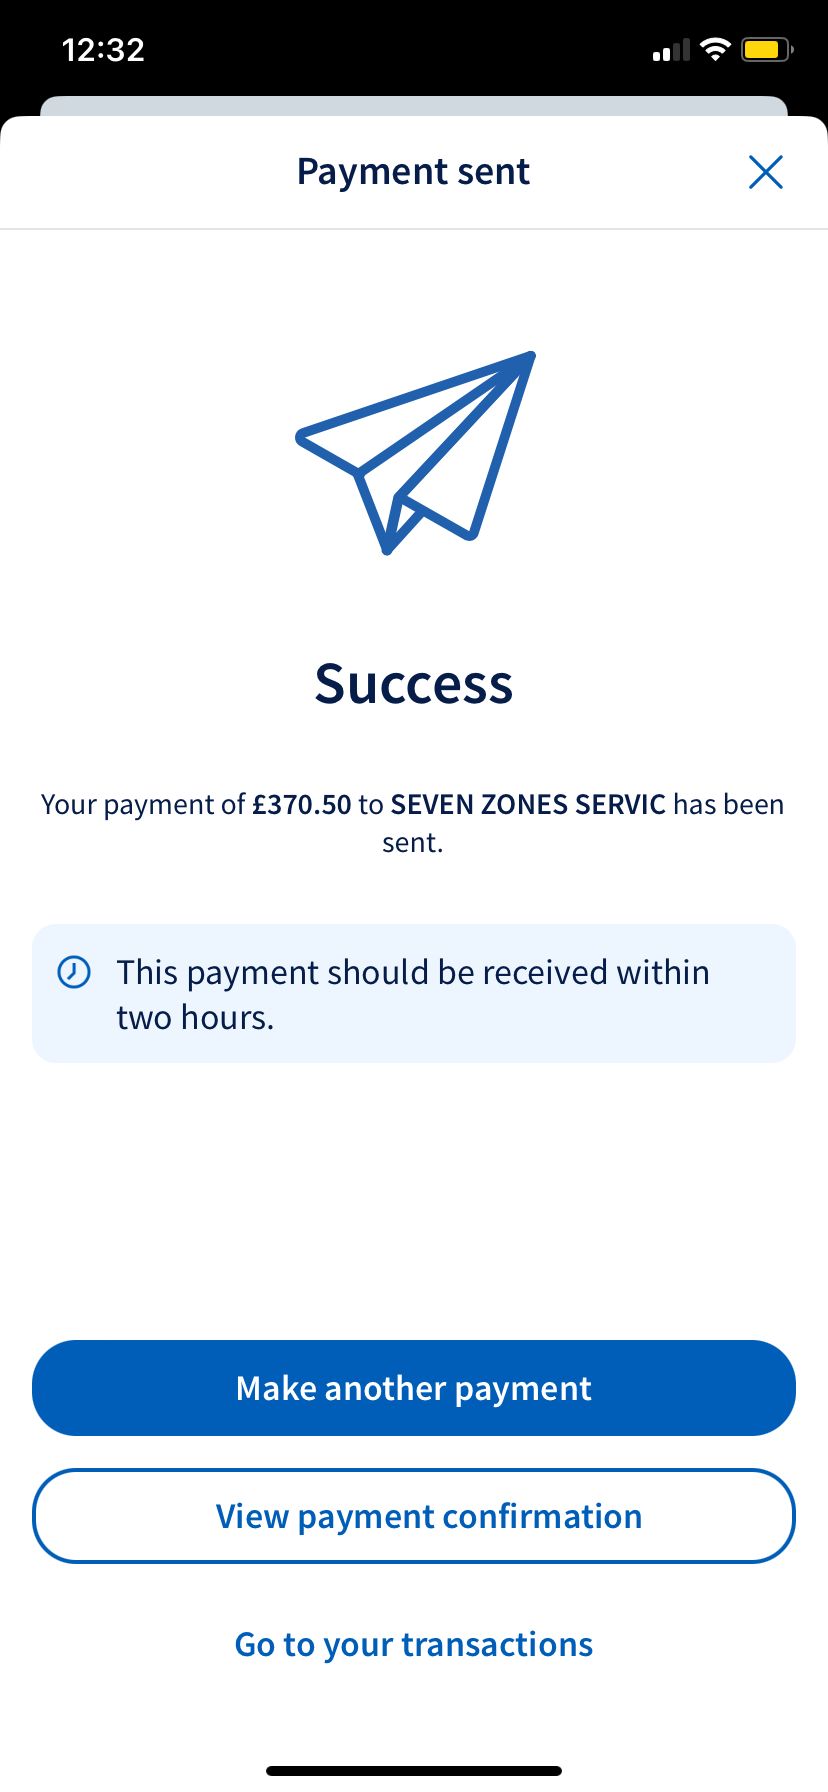 12:32
Payment sent
Success
Your payment of £370.50 to SEVEN ZONES SERVIC has been
sent.
This payment should be received within
two hours.
Make another payment
View payment confirmation
Go to your transactions